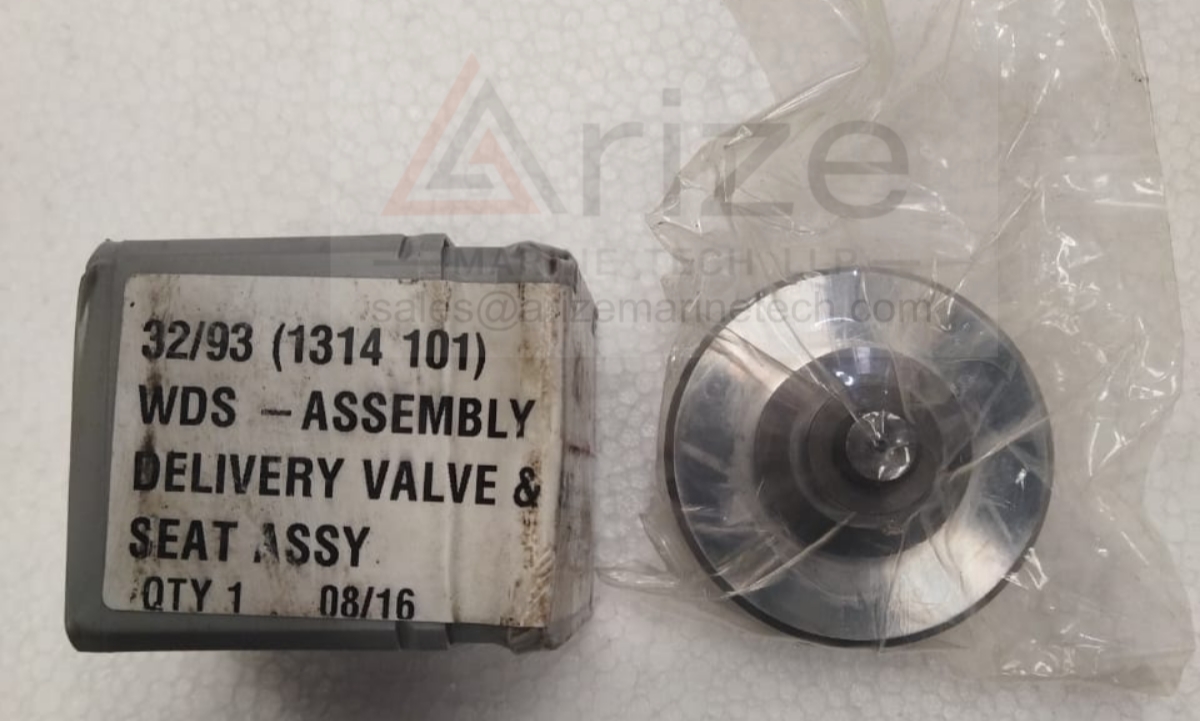 Arize
MARINE TECH LLP
sales@arizemarinetech.com
32/93 (1314 101)
WDS - ASSEMBLY
DELIVERY VALVE &
SEAT ASSY
QTY 1 08/16